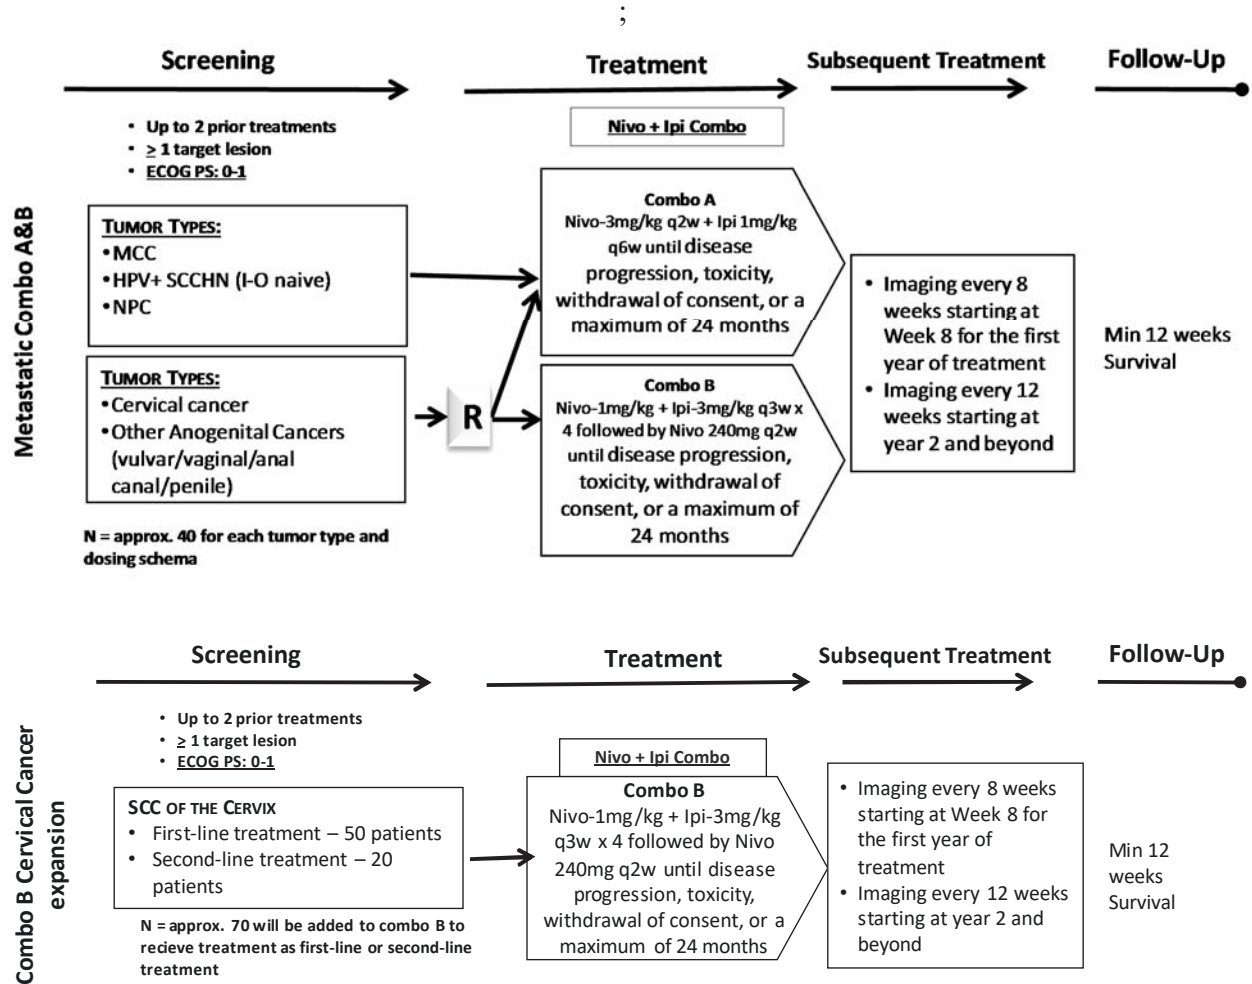 ;
Screening
Treatment
Subsequent Treatment
Follow-Up
Metastatic Combo A&B
• Up to 2 prior treatments
• ≥ 1 target lesion
• ECOG PS: 0-1
TUMOR TYPES:
•MCC
•HPV+ SCCHN (I-O naive)
•NPC
TUMOR TYPES:
•Cervical cancer
•Other Anogenital Cancers
(vulvar/vaginal/anal
canal/penile)
N = approx. 40 for each tumor type and
dosing schema
R
Nivo + Ipi Combo
Combo A
Nivo-3mg/kg q2w + Ipi 1mg/kg
q6w until disease
progression, toxicity,
withdrawal of consent, or a
maximum of 24 months
Combo B
Nivo-1mg/kg + Ipi-3mg/kg q3w x
4 followed by Nivo 240mg q2w
until disease progression,
toxicity, withdrawal of
consent, or a maximum of
24 months
• Imaging every 8
weeks starting at
Week 8 for the first
year of treatment
• Imaging every 12
weeks starting at
year 2 and beyond
Min 12 weeks
Survival
Screening
Treatment
Subsequent Treatment
Follow-Up
Combo B Cervical Cancer
expansion
• Up to 2 prior treatments
• ≥ 1 target lesion
• ECOG PS: 0-1
SCC OF THE CERVIX
• First-line treatment – 50 patients
• Second-line treatment – 20
patients
N = approx. 70 will be added to combo B to
recieve treatment as first-line or second-line
treatment
Nivo + Ipi Combo
Combo B
Nivo-1mg/kg + Ipi-3mg/kg
q3w x 4 followed by Nivo
240mg q2w until disease
progression, toxicity,
withdrawal of consent, or a
maximum of 24 months
• Imaging every 8 weeks
starting at Week 8 for
the first year of
treatment
• Imaging every 12 weeks
starting at year 2 and
beyond
Min 12
weeks
Survival